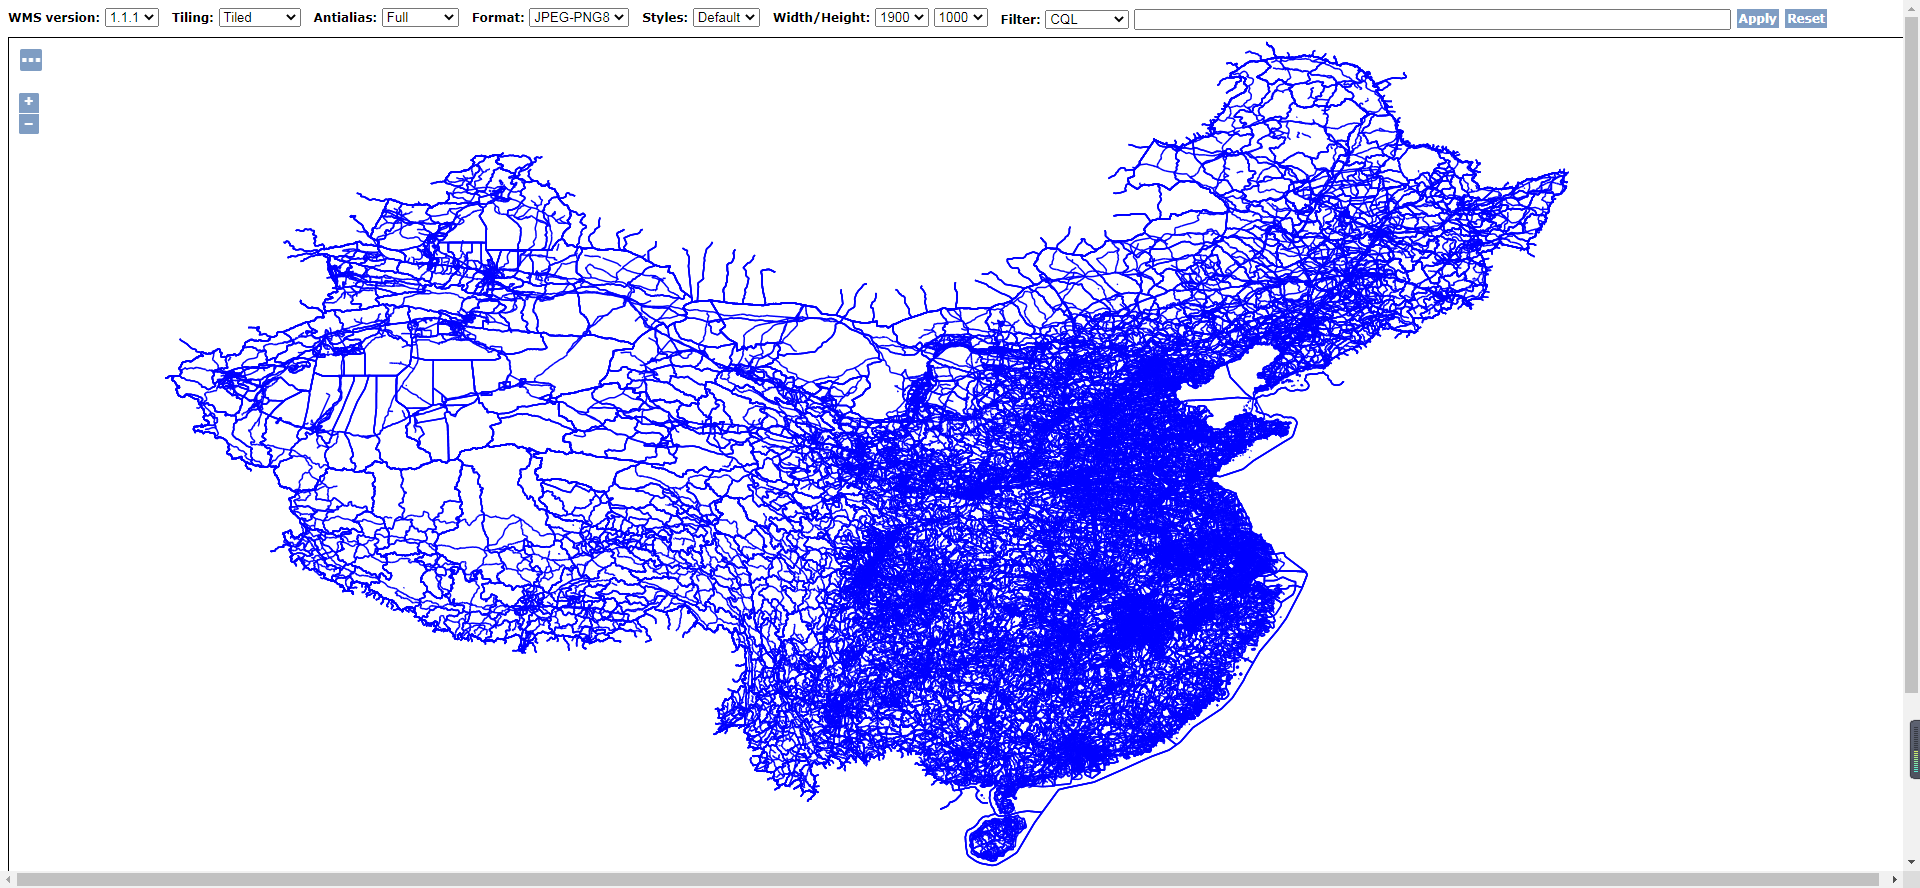 WMS version: 1.1.1 Tiling: Tiled Antialias: Full Format: JPEG-PNG8 Styles: Default Width/Height: 1900 1000 Filter: CQL Apply Reset
...
+
−